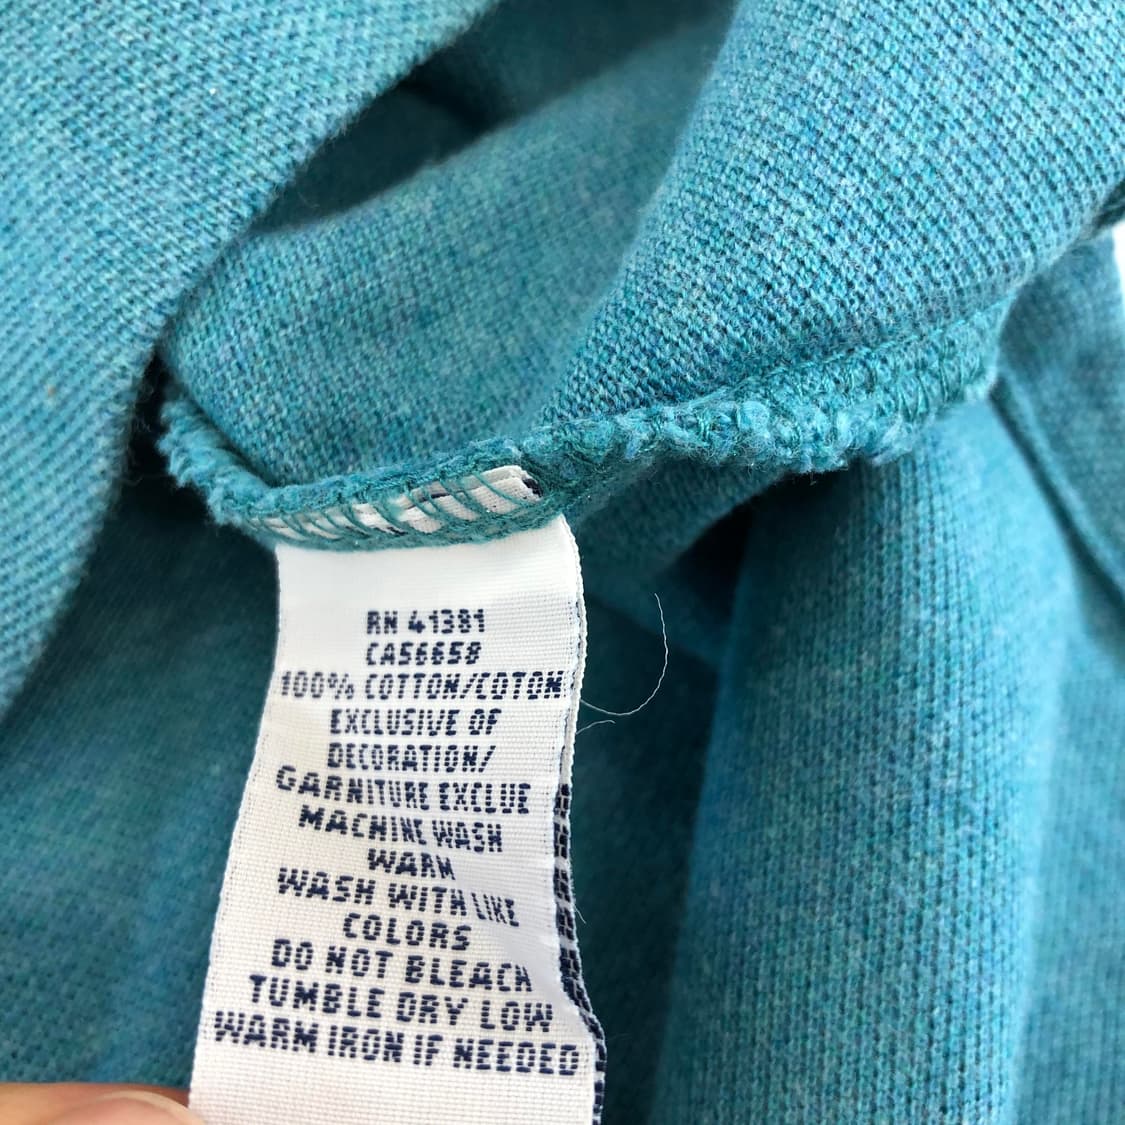 RN 41381
CA56658
100% COTTON/COTON
EXCLUSIVE OF
DECORATION/
GARNITURE EXCLUE
MACHINE WASH
WARM
WASH WITH LIKE
COLORS
DO NOT BLEACH
TUMBLE DRY LOW
WARM IRON IF NEEDED